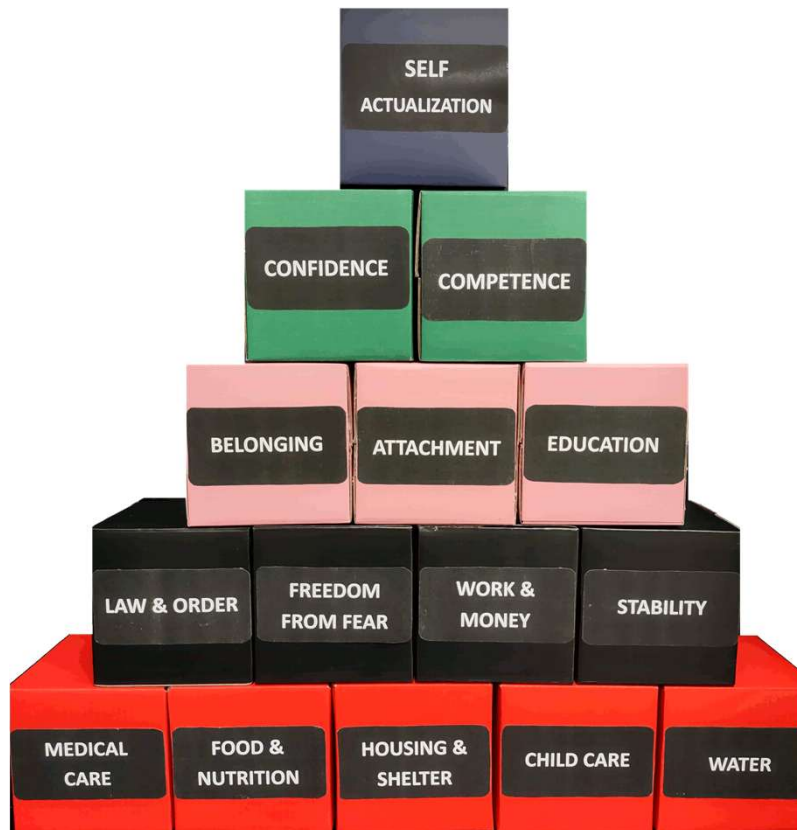 SELF
ACTUALIZATION
CONFIDENCE
COMPETENCE
BELONGING
ATTACHMENT
EDUCATION
LAW & ORDER
FREEDOM
FROM FEAR
WORK &
MONEY
STABILITY
MEDICAL
CARE
FOOD &
NUTRITION
HOUSING &
SHELTER
CHILD CARE
WATER